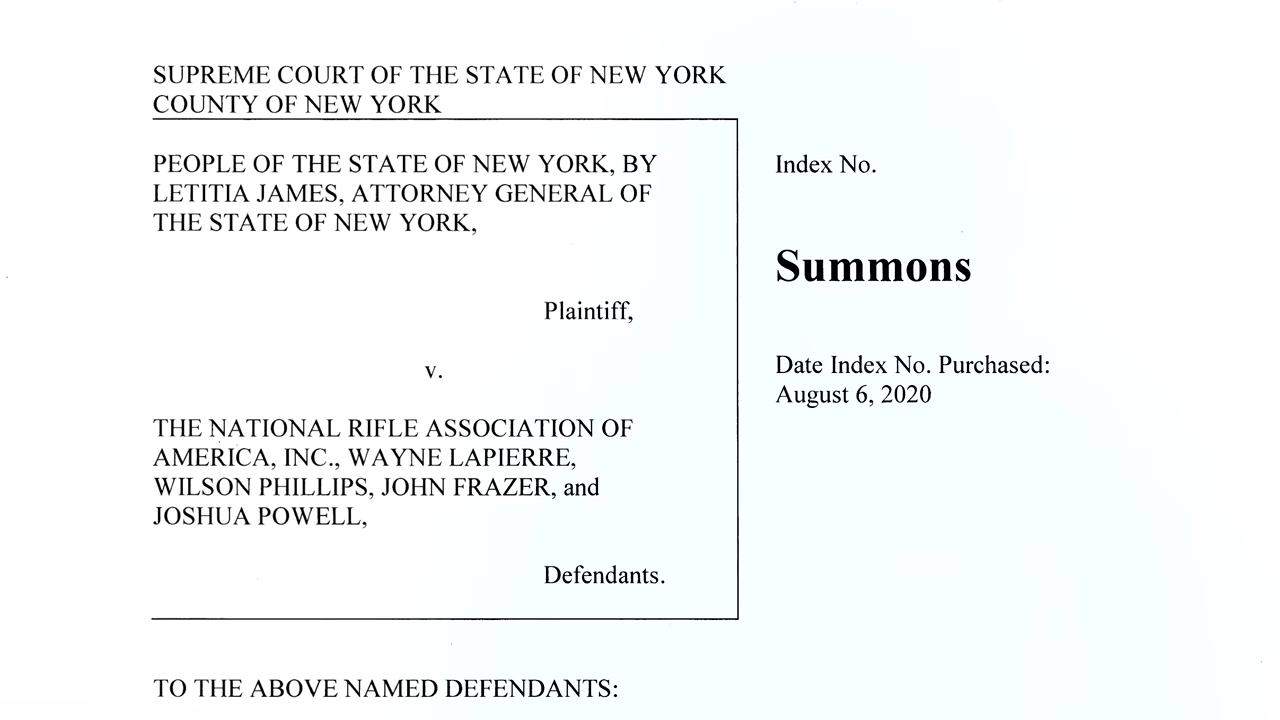 SUPREME COURT OF THE STATE OF NEW YORK
COUNTY OF NEW YORK
PEOPLE OF THE STATE OF NEW YORK, BY
LETITIA JAMES, ATTORNEY GENERAL OF
THE STATE OF NEW YORK,
Plaintiff,
v.
THE NATIONAL RIFLE ASSOCIATION OF
AMERICA, INC., WAYNE LAPIERRE,
WILSON PHILLIPS, JOHN FRAZER, and
JOSHUA POWELL,
Defendants.
Index No.
Summons
Date Index No. Purchased:
August 6, 2020
TO THE ABOVE NAMED DEFENDANTS: